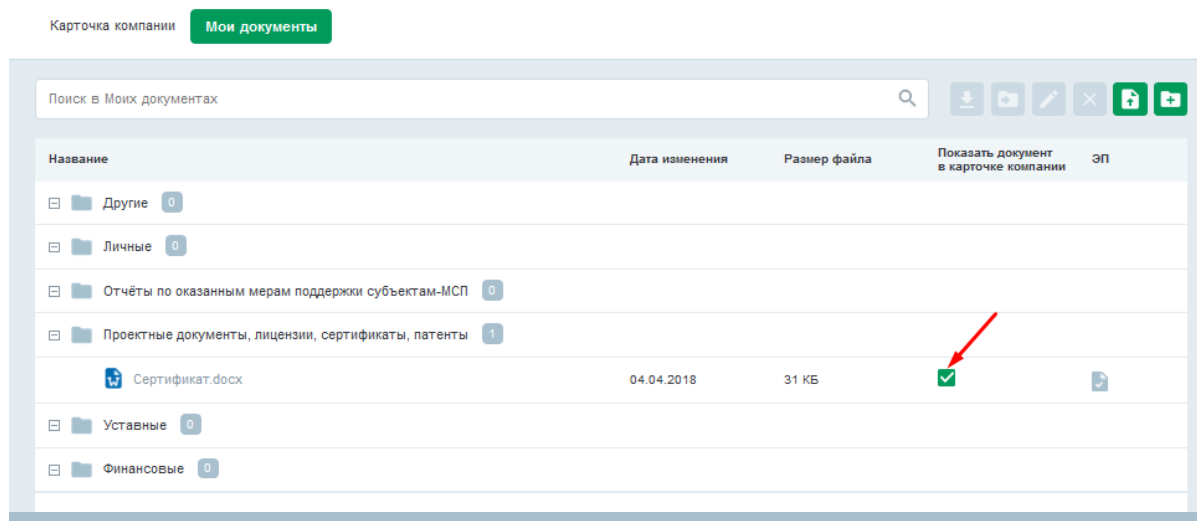 Карточка компании Мои документы
Поиск в Моих документах
Название Дата изменения Размер файла Показать документ в карточке компании ЭП
Другие 0
Личные 0
Отчёты по оказанным мерам поддержки субъектам-МСП 0
Проектные документы, лицензии, сертификаты, патенты 1
Сертификат.docx 04.04.2018 31 КБ
Уставные 0
Финансовые 0